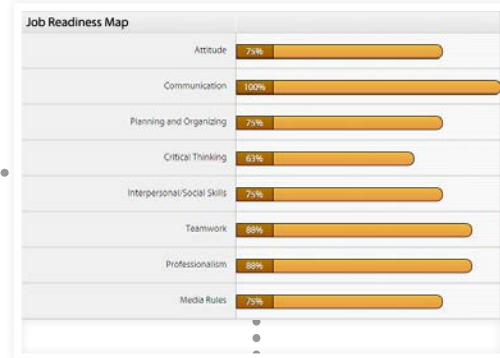 Job Readiness Map
Attitude 75%
Communication 100%
Planning and Organizing 75%
Critical Thinking 63%
Interpersonal/Social Skills 75%
Teamwork 88%
Professionalism 88%
Media Rules 75%